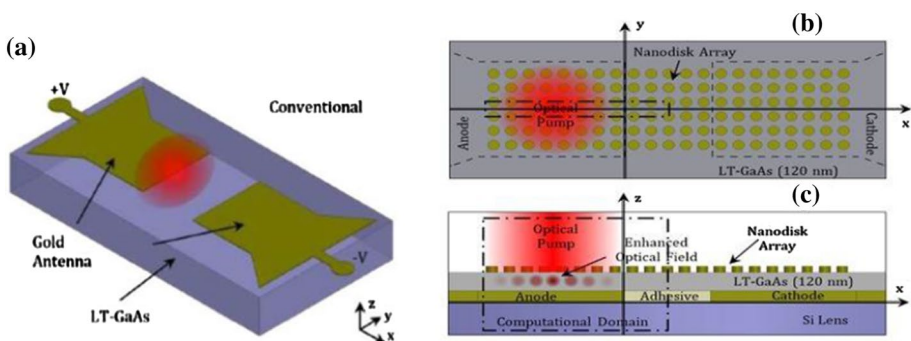 (a)
+V
Conventional
Gold
Antenna
LT-GaAs
-V
z
y
x
(b)
y
Nanodisk
Array
Optical
Pump
Anode
Cathode
x
LT-GaAs (120 nm)
(c)
z
Optical
Pump
Enhanced
Optical Field
Nanodisk
Array
LT-GaAs (120 nm)
x
Anode
Adhesive
Cathode
Computational Domain
Si Lens